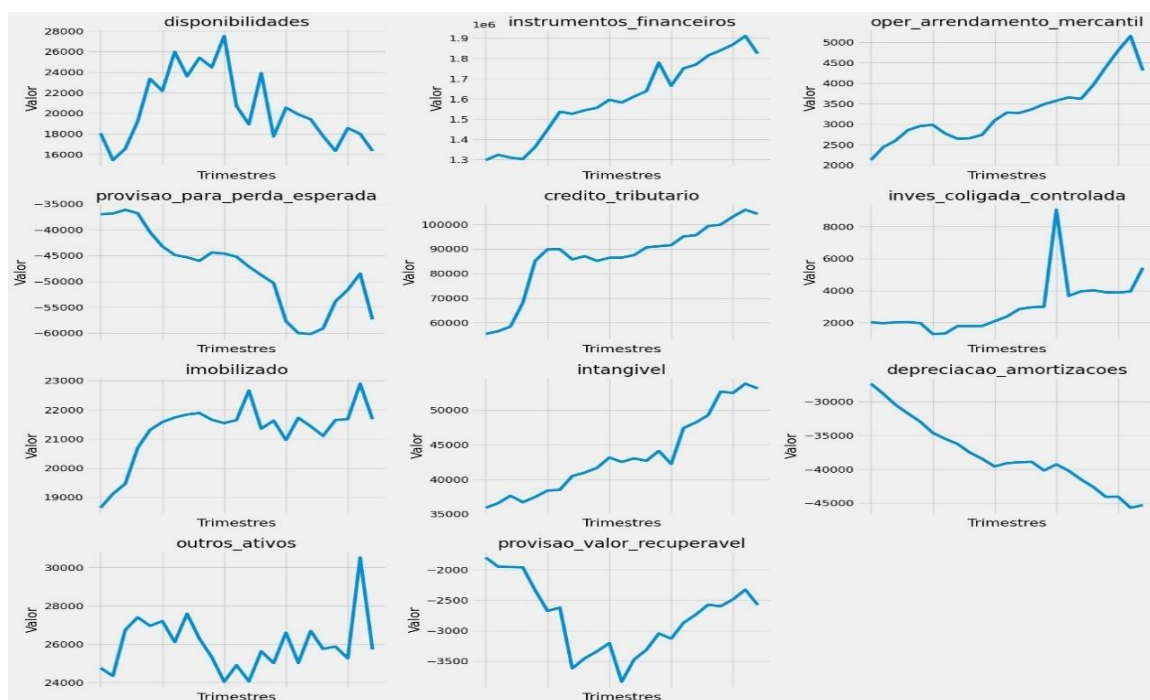 disponibilidades
28000
26000
24000
22000
20000
18000
16000
Valor
Trimestres
instrumentos_financeiros
1e6
1.9
1.8
1.7
1.6
1.5
1.4
1.3
Valor
Trimestres
oper_arrendamento_mercantil
5000
4500
4000
3500
3000
2500
2000
Valor
Trimestres
provisao_para_perda_esperada
−35000
−40000
−45000
−50000
−55000
−60000
Valor
Trimestres
credito_tributario
100000
90000
80000
70000
60000
Valor
Trimestres
inves_coligada_controlada
8000
6000
4000
2000
Valor
Trimestres
imobilizado
23000
22000
21000
20000
19000
Valor
Trimestres
intangivel
50000
45000
40000
35000
Valor
Trimestres
depreciacao_amortizacoes
−30000
−35000
−40000
−45000
Valor
Trimestres
outros_ativos
30000
28000
26000
24000
Valor
Trimestres
provisao_valor_recuperavel
−2000
−2500
−3000
−3500
Valor
Trimestres